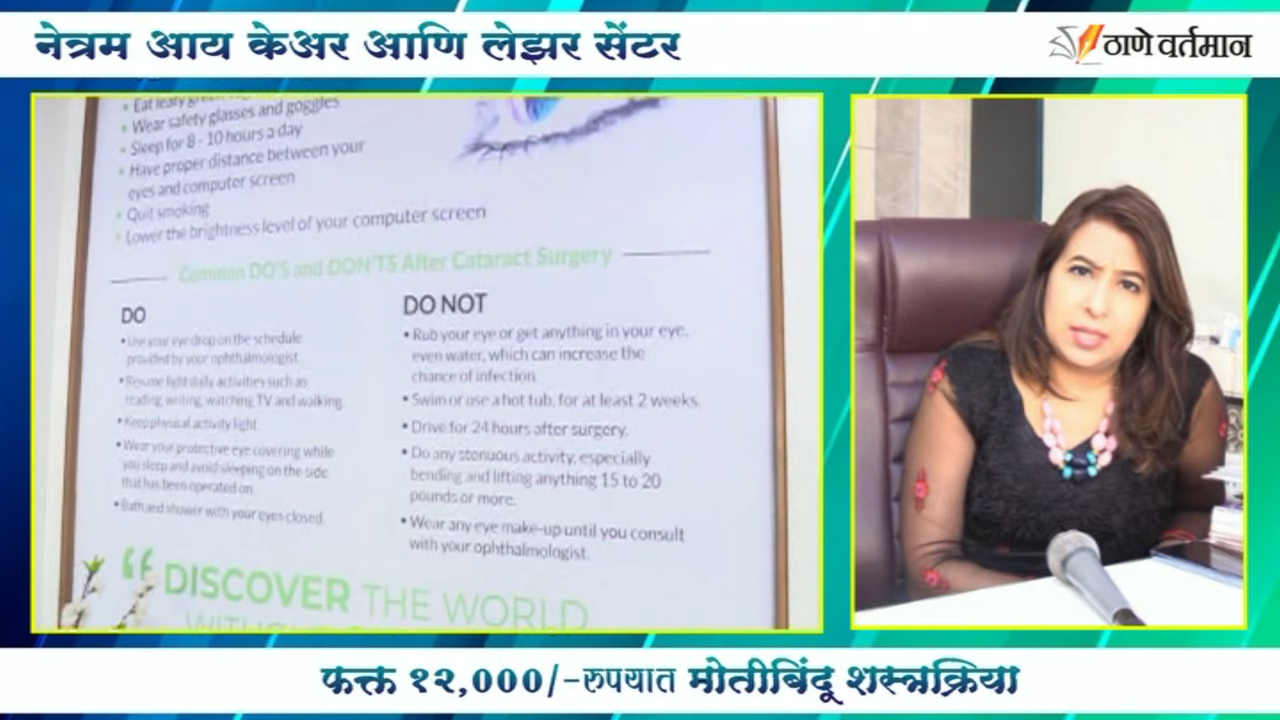 नेत्रम आय केअर आणि लेझर सेंटर
ठाणे वर्तमान
• Eat leafy green
• Wear safety glasses and goggles
• Sleep for 8 - 10 hours a day
• Have proper distance between your
eyes and computer screen
• Quit smoking
• Lower the brightness level of your computer screen
Common DO'S and DON'TS After Cataract Surgery
DO
• Use your eye drop on the schedule
provided by your ophthalmologist.
• Resume light daily activities such as
reading, writing, watching TV and walking.
• Keep physical activity light.
• Wear your protective eye covering while
you sleep and avoid sleeping on the side
that has been operated on.
• Bath and shower with your eyes closed.
DO NOT
• Rub your eye or get anything in your eye,
even water, which can increase the
chance of infection.
• Swim or use a hot tub, for at least 2 weeks.
• Drive for 24 hours after surgery.
• Do any stenuous activity, especially
bending and lifting anything 15 to 20
pounds or more.
• Wear any eye make-up until you consult
with your ophthalmologist.
“DISCOVER THE WORLD
फक्त १२,०००/-रुपयात मोतीबिंदू शस्त्रक्रिया